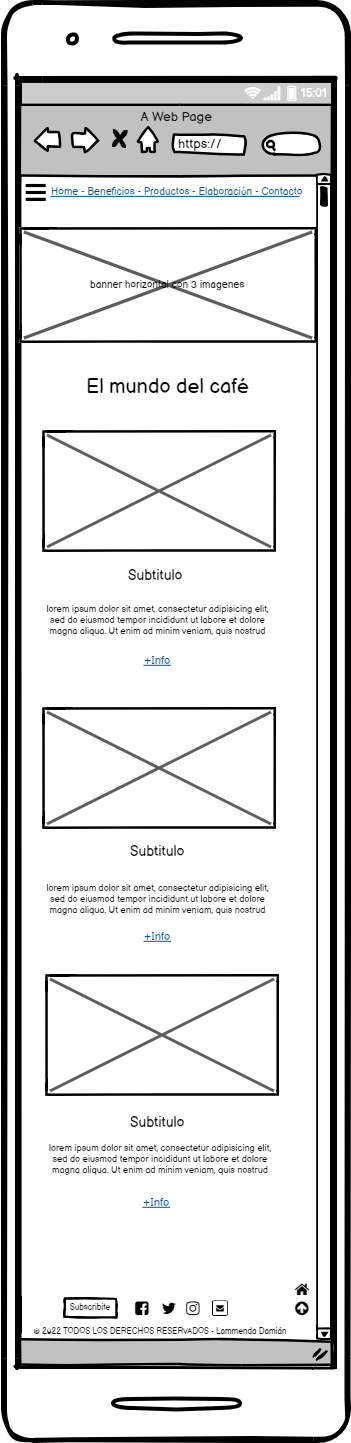 15:01
A Web Page
https://
Home - Beneficios - Productos - Elaboración - Contacto
banner horizontal con 3 imagenes
El mundo del café
Subtitulo
lorem ipsum dolor sit amet, consectetur adipisicing elit,
sed do eiusmod tempor incididunt ut labore et dolore
magna aliqua. Ut enim ad minim veniam, quis nostrud
+Info
Subtitulo
lorem ipsum dolor sit amet, consectetur adipisicing elit,
sed do eiusmod tempor incididunt ut labore et dolore
magna aliqua. Ut enim ad minim veniam, quis nostrud
+Info
Subtitulo
lorem ipsum dolor sit amet, consectetur adipisicing elit,
sed do eiusmod tempor incididunt ut labore et dolore
magna aliqua. Ut enim ad minim veniam, quis nostrud
+Info
Subscribite
© 2022 TODOS LOS DERECHOS RESERVADOS - Lammenda Damián